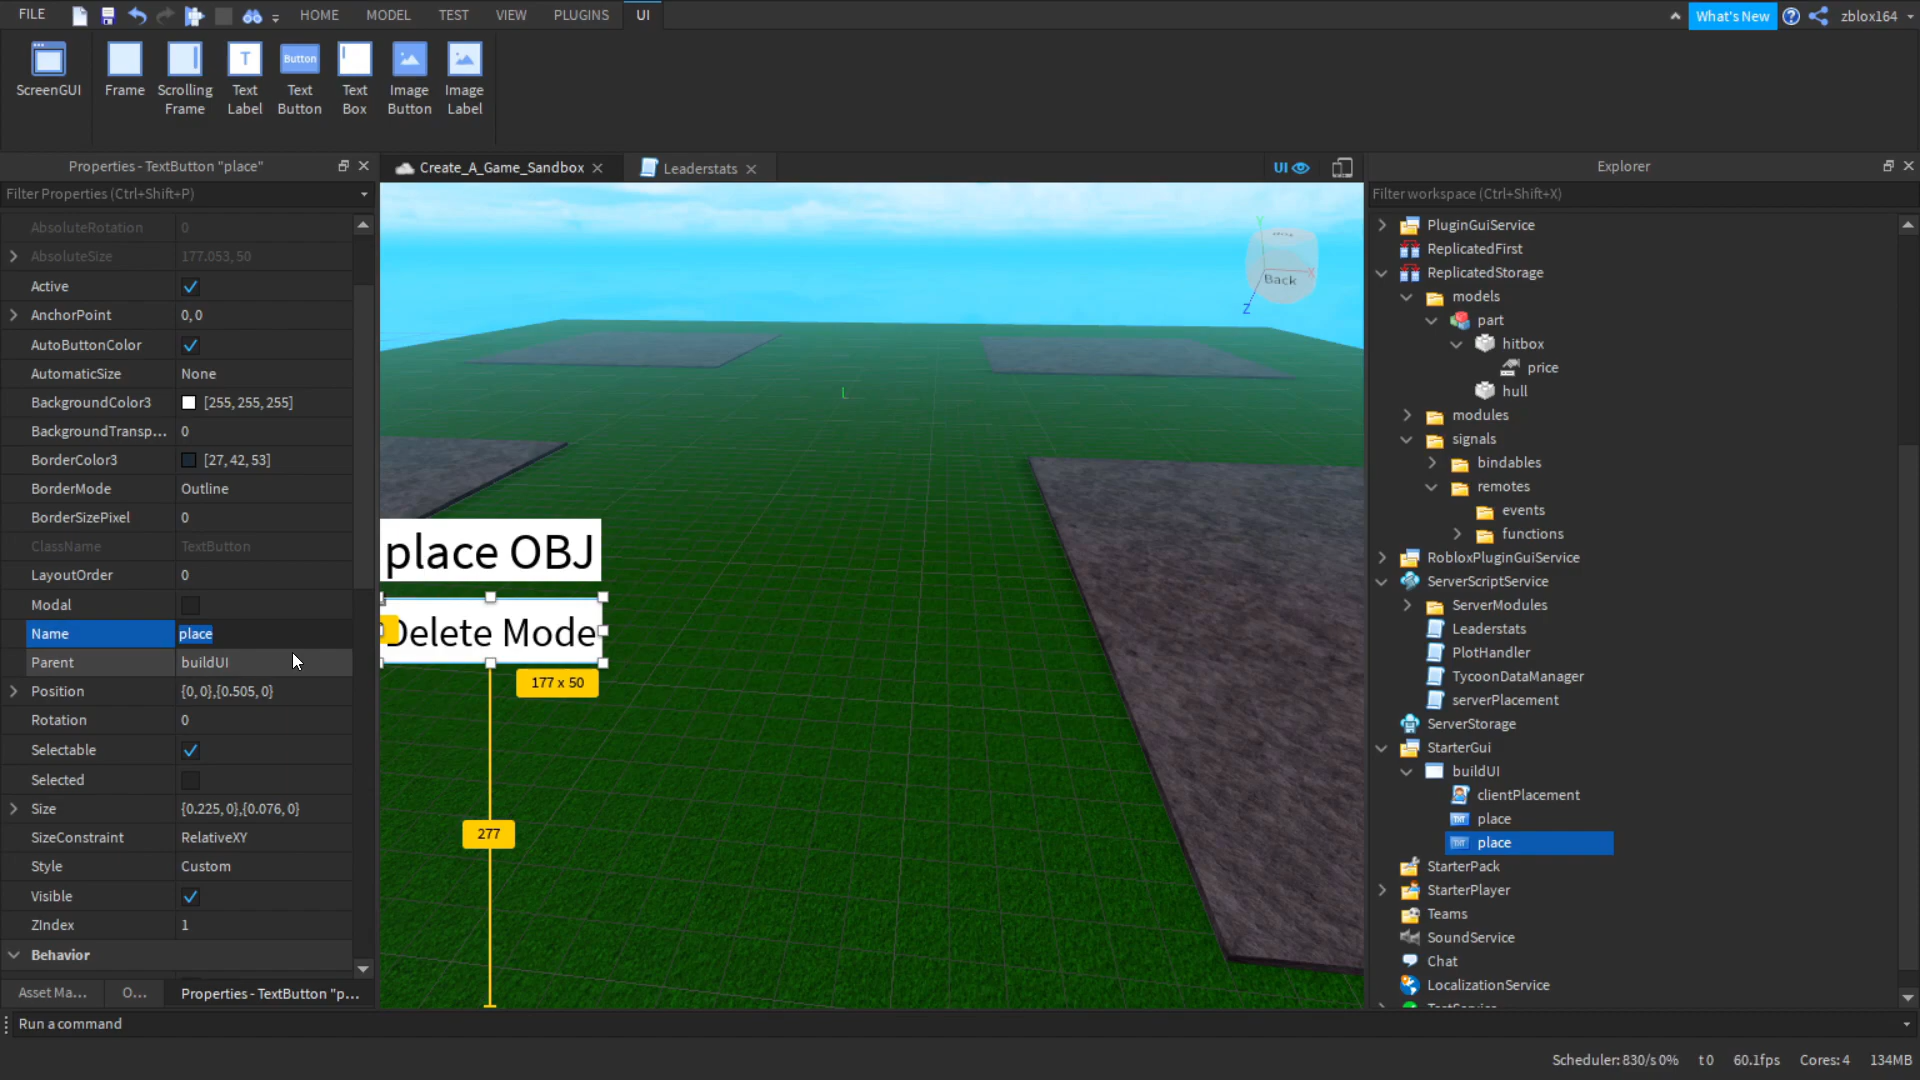 FILE
HOME
MODEL
TEST
VIEW
PLUGINS
UI
What's New
zblox164
ScreenGUI
Frame
Scrolling
Frame
T
Text
Label
Button
Text
Button
Text
Box
Image
Button
Image
Label
Properties - TextButton "place"
Filter Properties (Ctrl+Shift+P)
AbsoluteRotation 0
AbsoluteSize 177.053, 50
Active
AnchorPoint 0, 0
AutoButtonColor
AutomaticSize None
BackgroundColor3 [255, 255, 255]
BackgroundTransp... 0
BorderColor3 [27, 42, 53]
BorderMode Outline
BorderSizePixel 0
ClassName TextButton
LayoutOrder 0
Modal
Name place
Parent buildUI
Position {0, 0},{0.505, 0}
Rotation 0
Selectable
Selected
Size {0.225, 0},{0.076, 0}
SizeConstraint RelativeXY
Style Custom
Visible
ZIndex 1
Behavior
Asset Ma...
O...
Properties - TextButton "p...
Create_A_Game_Sandbox
Leaderstats
UI
Y
X
Z
Back
place OBJ
Delete Mode
177 x 50
277
Explorer
Filter workspace (Ctrl+Shift+X)
PluginGuiService
ReplicatedFirst
ReplicatedStorage
models
part
hitbox
price
hull
modules
signals
bindables
remotes
events
functions
RobloxPluginGuiService
ServerScriptService
ServerModules
Leaderstats
PlotHandler
TycoonDataManager
serverPlacement
ServerStorage
StarterGui
buildUI
clientPlacement
place
place
StarterPack
StarterPlayer
Teams
SoundService
Chat
LocalizationService
Run a command
Scheduler: 830/s 0% t 0 60.1fps Cores: 4 134MB